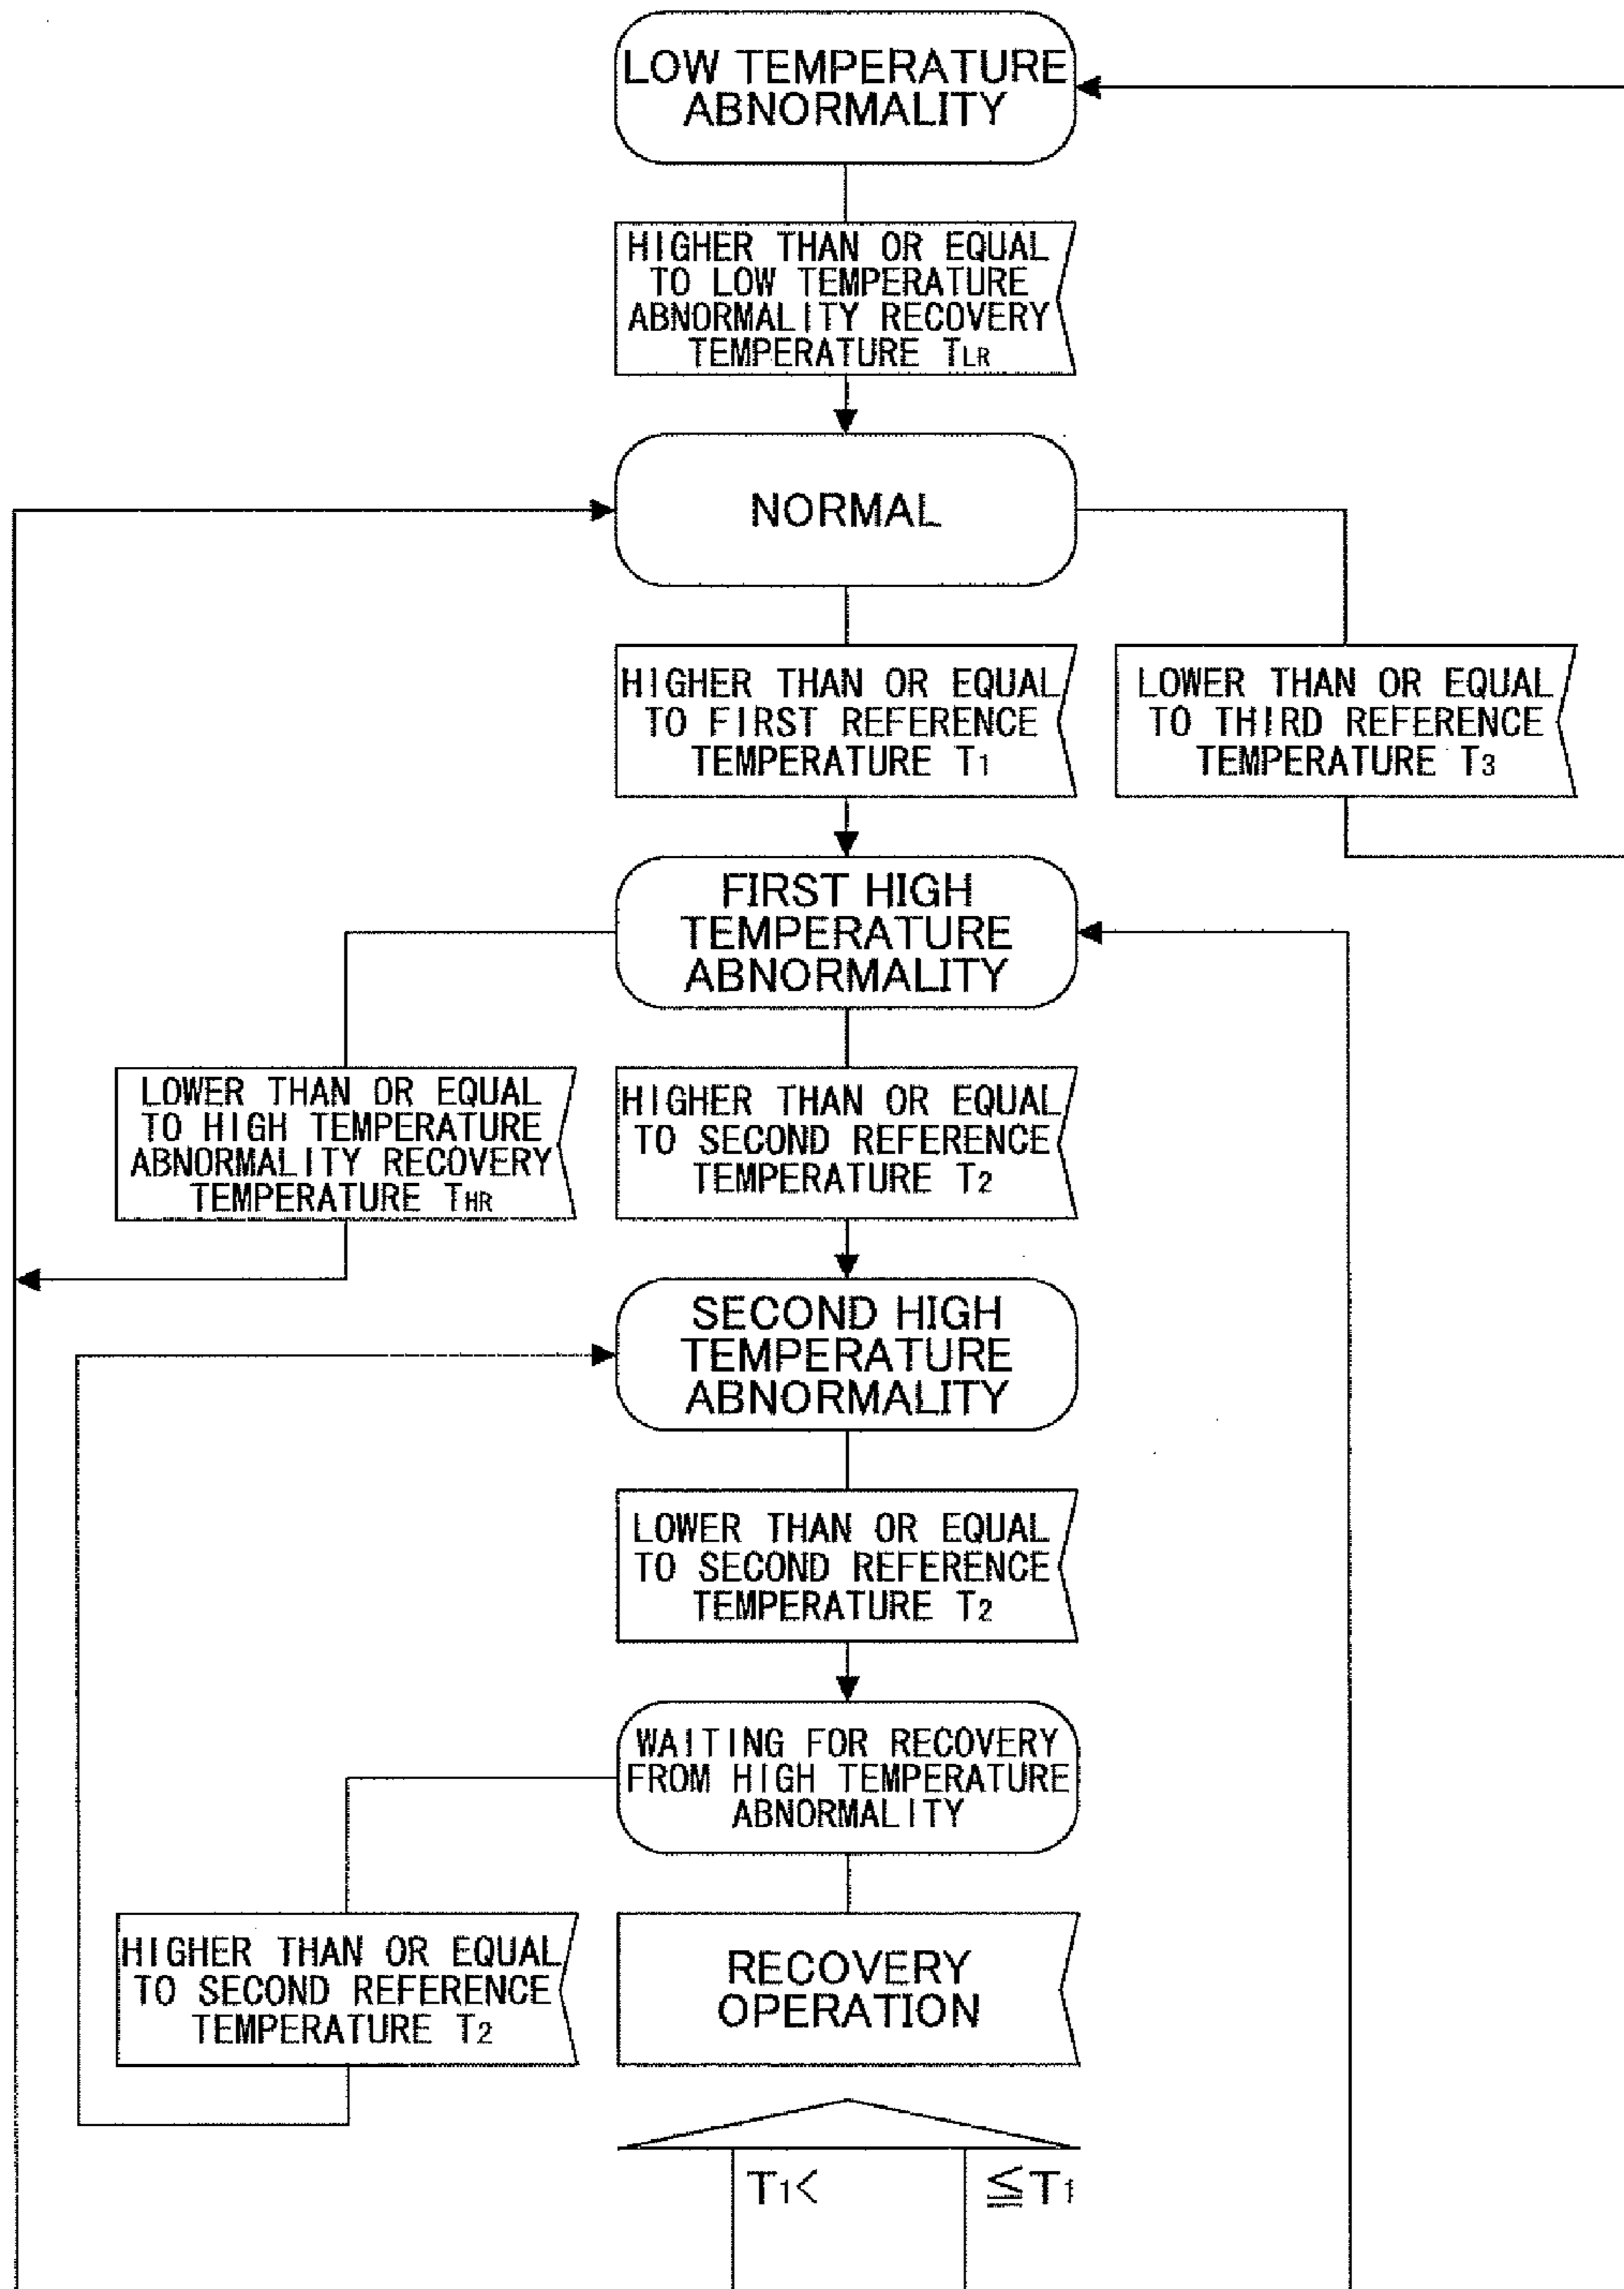 LOW TEMPERATURE
ABNORMALITY
HIGHER THAN OR EQUAL
TO LOW TEMPERATURE
ABNORMALITY RECOVERY
TEMPERATURE TLR
NORMAL
HIGHER THAN OR EQUAL
TO FIRST REFERENCE
TEMPERATURE T1
LOWER THAN OR EQUAL
TO THIRD REFERENCE
TEMPERATURE T3
FIRST HIGH
TEMPERATURE
ABNORMALITY
LOWER THAN OR EQUAL
TO HIGH TEMPERATURE
ABNORMALITY RECOVERY
TEMPERATURE THR
HIGHER THAN OR EQUAL
TO SECOND REFERENCE
TEMPERATURE T2
SECOND HIGH
TEMPERATURE
ABNORMALITY
LOWER THAN OR EQUAL
TO SECOND REFERENCE
TEMPERATURE T2
WAITING FOR RECOVERY
FROM HIGH TEMPERATURE
ABNORMALITY
HIGHER THAN OR EQUAL
TO SECOND REFERENCE
TEMPERATURE T2
RECOVERY
OPERATION
T1<
≦T1